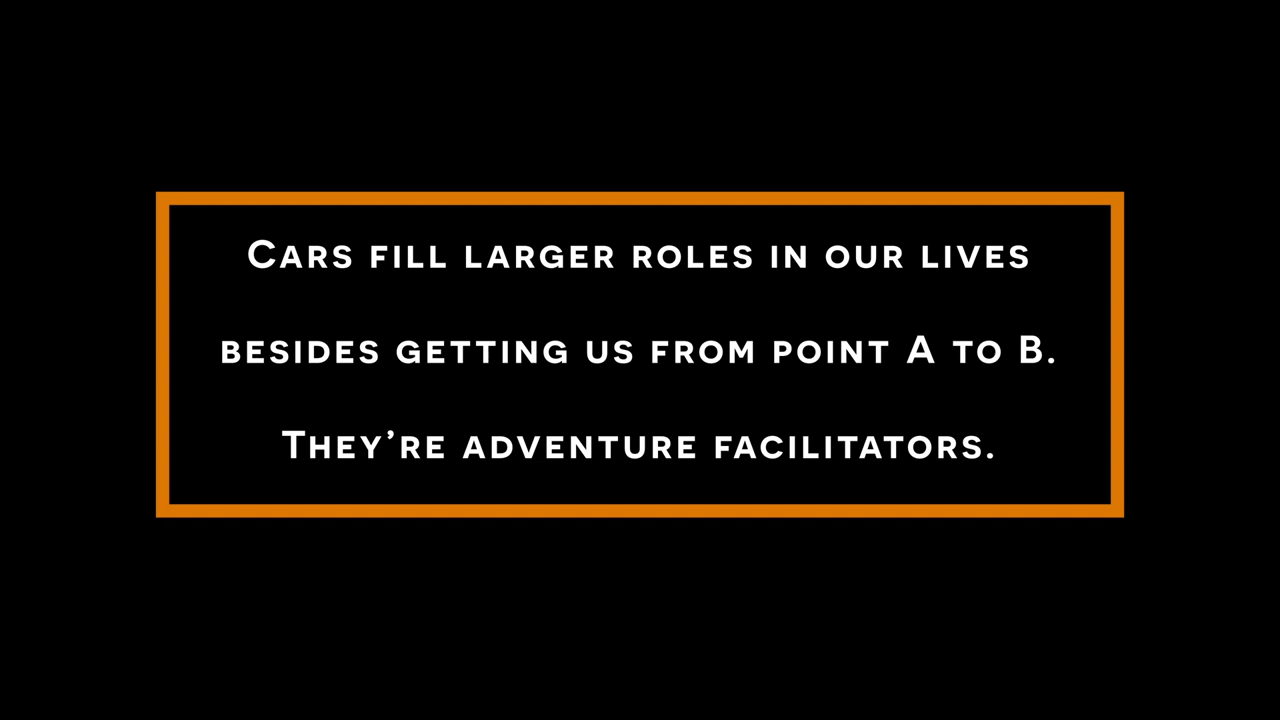 Cars fill larger roles in our lives
besides getting us from point A to B.
They’re adventure facilitators.